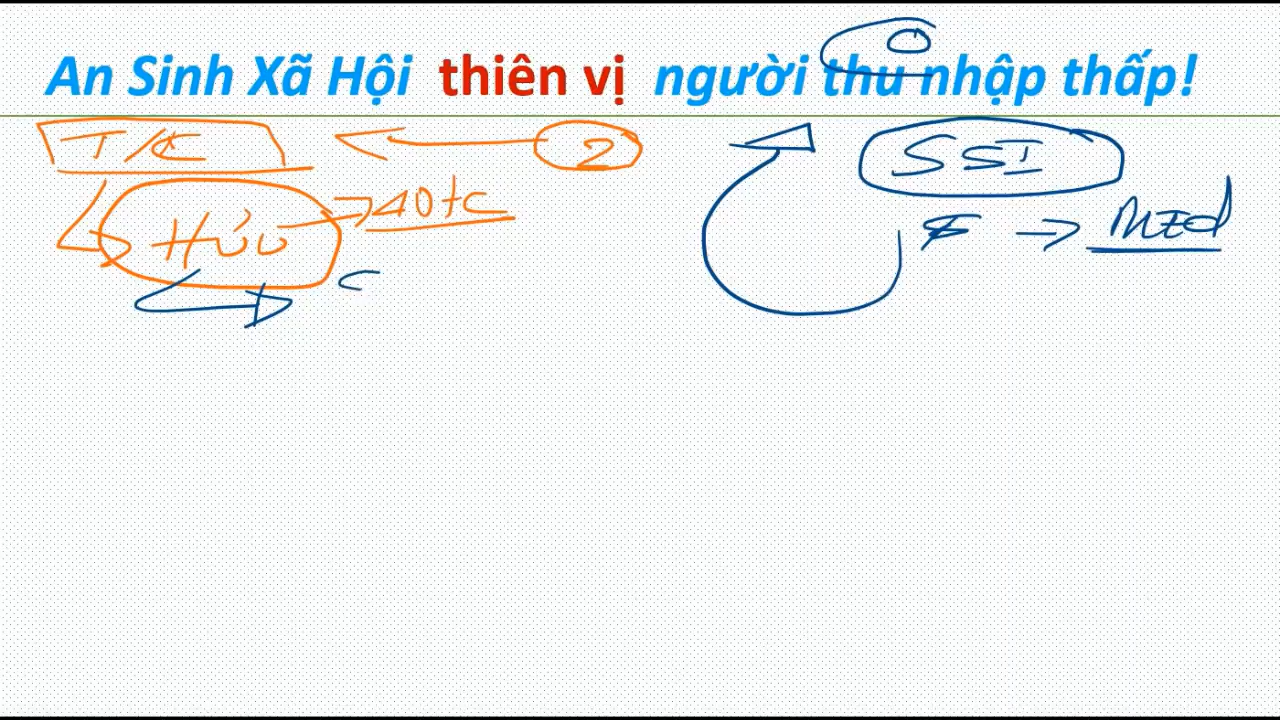 An Sinh Xã Hội thiên vị người thu nhập thấp!
T/C 2 SSI
HƯU 40tc $ MEd